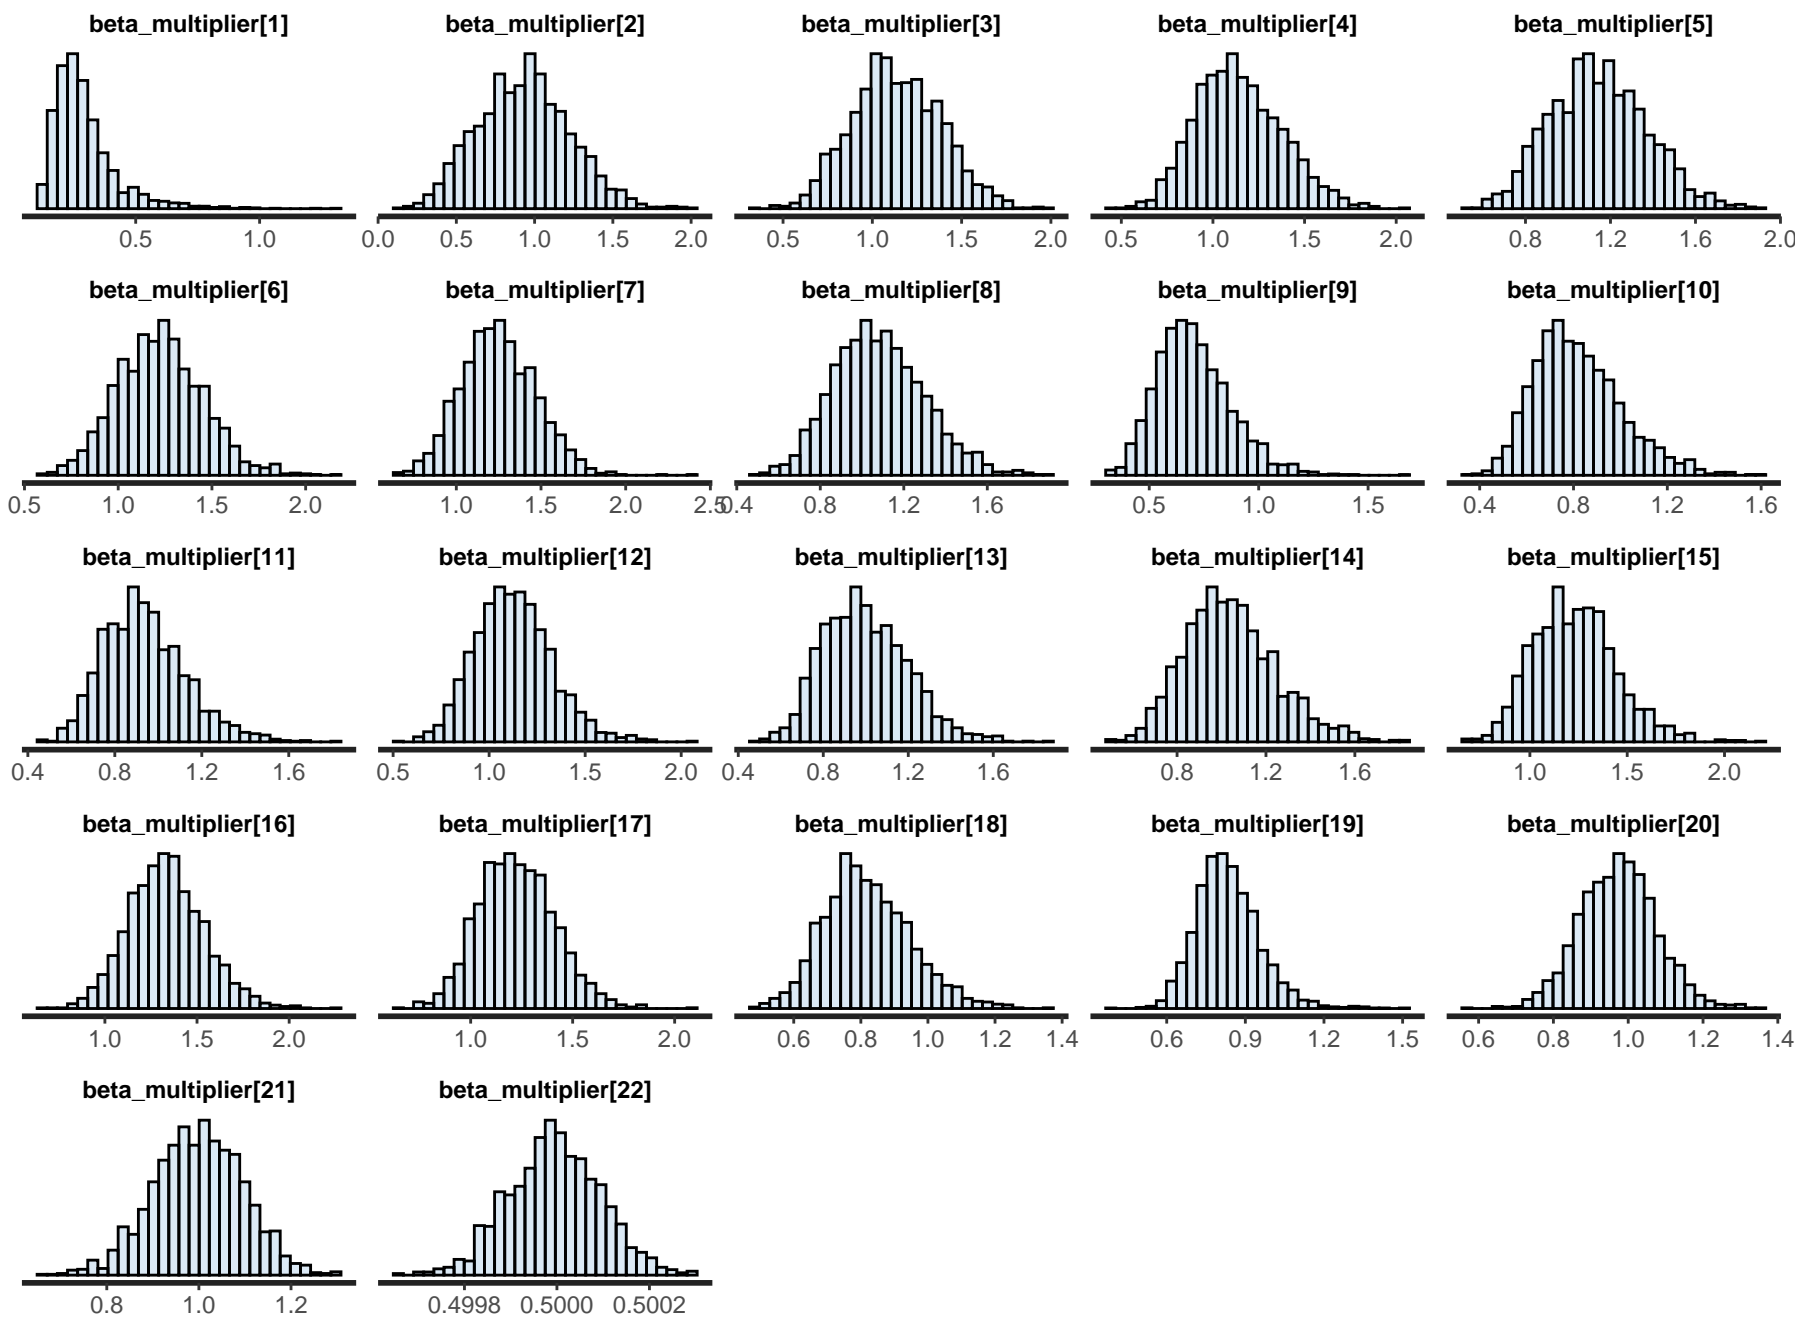 beta_multiplier[1] beta_multiplier[2] beta_multiplier[3] beta_multiplier[4] beta_multiplier[5]
0.5 1.0 0.0 0.5 1.0 1.5 2.0 0.5 1.0 1.5 2.0 0.5 1.0 1.5 2.0 0.8 1.2 1.6 2.0
beta_multiplier[6] beta_multiplier[7] beta_multiplier[8] beta_multiplier[9] beta_multiplier[10]
0.5 1.0 1.5 2.0 1.0 1.5 2.0 2.5 0.4 0.8 1.2 1.6 0.5 1.0 1.5 0.4 0.8 1.2 1.6
beta_multiplier[11] beta_multiplier[12] beta_multiplier[13] beta_multiplier[14] beta_multiplier[15]
0.4 0.8 1.2 1.6 0.5 1.0 1.5 2.0 0.4 0.8 1.2 1.6 0.8 1.2 1.6 1.0 1.5 2.0
beta_multiplier[16] beta_multiplier[17] beta_multiplier[18] beta_multiplier[19] beta_multiplier[20]
1.0 1.5 2.0 1.0 1.5 2.0 0.6 0.8 1.0 1.2 1.4 0.6 0.9 1.2 1.5 0.6 0.8 1.0 1.2 1.4
beta_multiplier[21] beta_multiplier[22]
0.8 1.0 1.2 0.4998 0.5000 0.5002